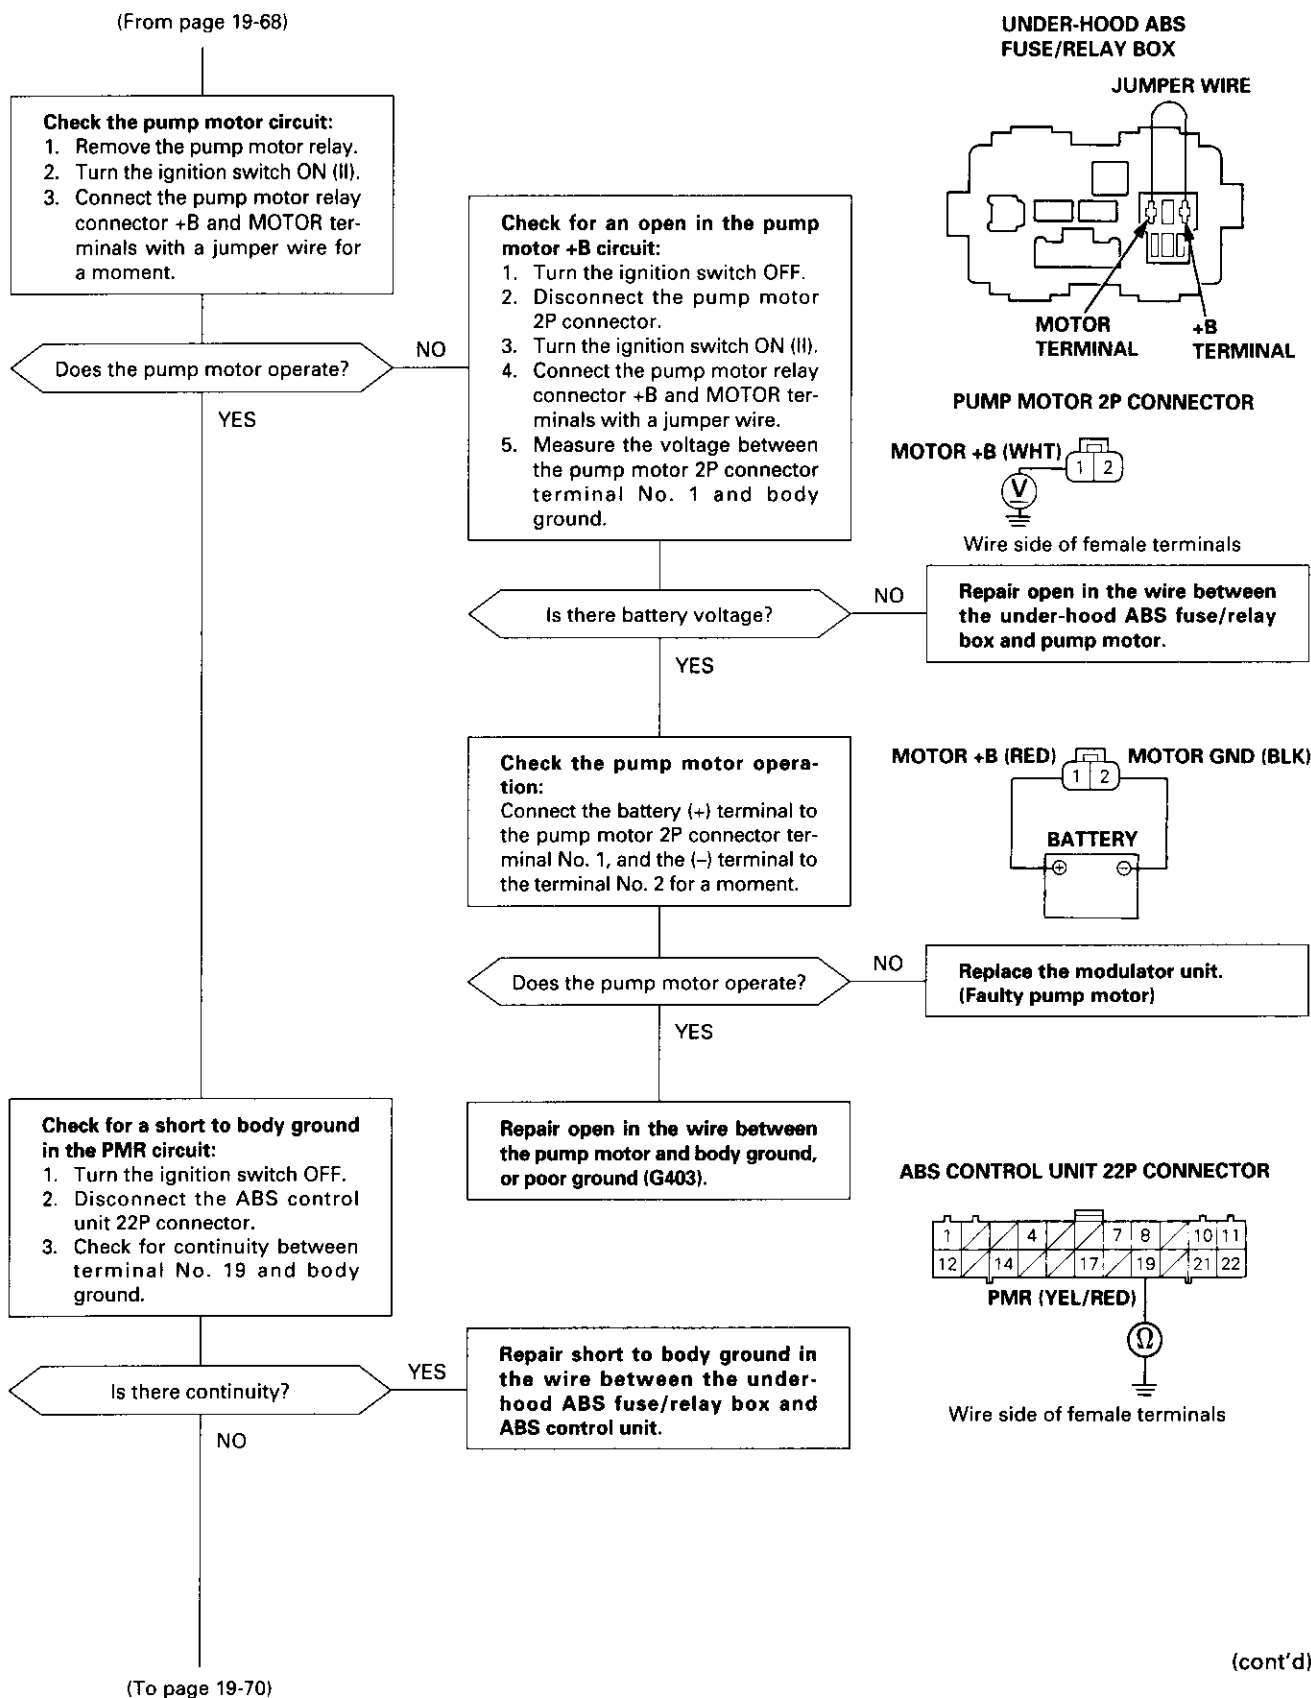 (From page 19-68)
Check the pump motor circuit:
1. Remove the pump motor relay.
2. Turn the ignition switch ON (II).
3. Connect the pump motor relay
connector +B and MOTOR ter-
minals with a jumper wire for
a moment.
Does the pump motor operate?
NO
YES
Check for an open in the pump
motor +B circuit:
1. Turn the ignition switch OFF.
2. Disconnect the pump motor
2P connector.
3. Turn the ignition switch ON (II).
4. Connect the pump motor relay
connector +B and MOTOR ter-
minals with a jumper wire.
5. Measure the voltage between
the pump motor 2P connector
terminal No. 1 and body
ground.
UNDER-HOOD ABS
FUSE/RELAY BOX
JUMPER WIRE
MOTOR
TERMINAL
+B
TERMINAL
PUMP MOTOR 2P CONNECTOR
MOTOR +B (WHT)
1 2
V
Wire side of female terminals
Is there battery voltage?
NO
YES
Repair open in the wire between
the under-hood ABS fuse/relay
box and pump motor.
Check the pump motor opera-
tion:
Connect the battery (+) terminal to
the pump motor 2P connector ter-
minal No. 1, and the (–) terminal to
the terminal No. 2 for a moment.
MOTOR +B (RED)
1 2
MOTOR GND (BLK)
BATTERY
+ –
Does the pump motor operate?
NO
YES
Replace the modulator unit.
(Faulty pump motor)
Check for a short to body ground
in the PMR circuit:
1. Turn the ignition switch OFF.
2. Disconnect the ABS control
unit 22P connector.
3. Check for continuity between
terminal No. 19 and body
ground.
Repair open in the wire between
the pump motor and body ground,
or poor ground (G403).
ABS CONTROL UNIT 22P CONNECTOR
1 4 7 8 10 11
12 14 17 19 21 22
PMR (YEL/RED)
Ω
Wire side of female terminals
Is there continuity?
YES
NO
Repair short to body ground in
the wire between the under-
hood ABS fuse/relay box and
ABS control unit.
(cont'd)
(To page 19-70)